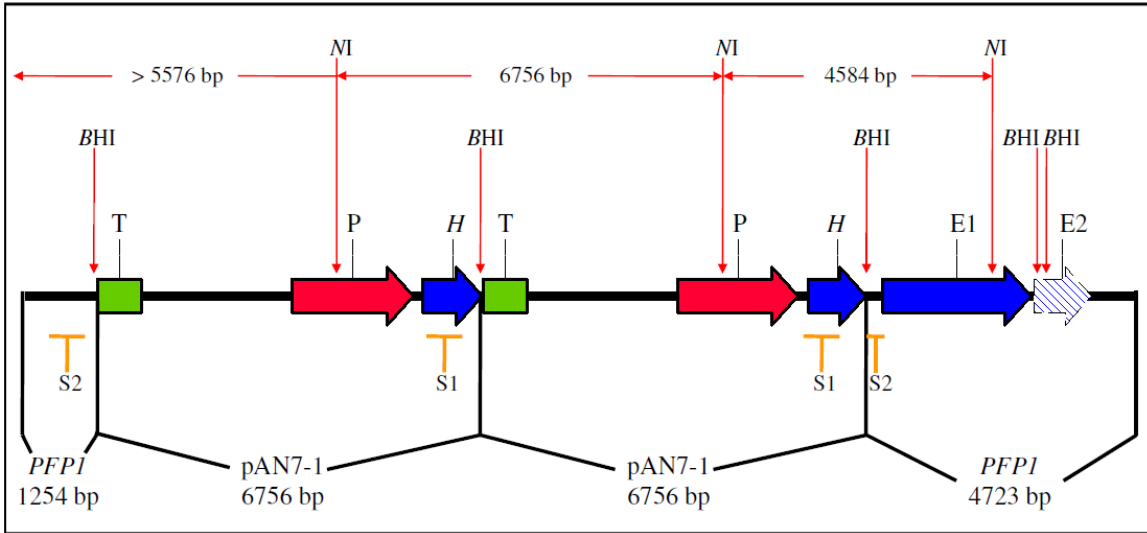 NI NI NI
> 5576 bp 6756 bp 4584 bp
BHI BHI BHI BHI BHI
T P H T P H E1 E2
S2 S1 S1 S2
PFP1 pAN7-1 pAN7-1 PFP1
1254 bp 6756 bp 6756 bp 4723 bp